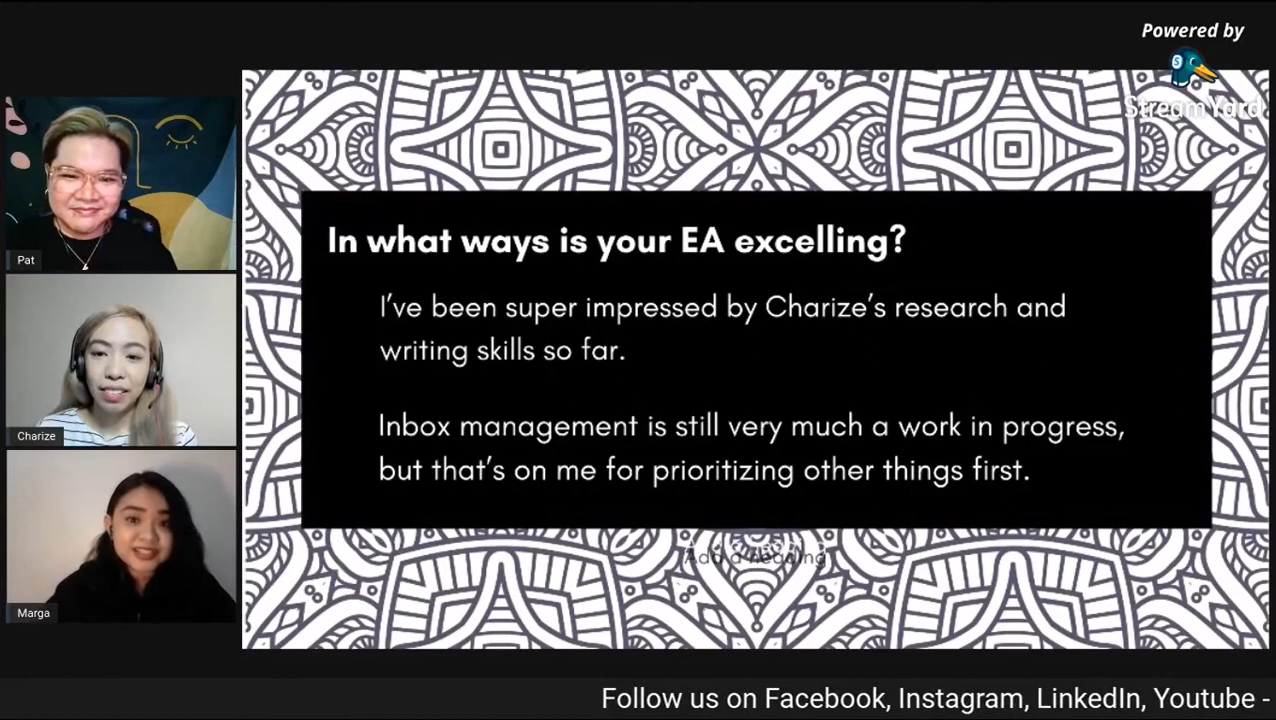 Powered by
StreamYard
Pat
Charize
Marga
In what ways is your EA excelling?
I've been super impressed by Charize's research and
writing skills so far.
Inbox management is still very much a work in progress,
but that's on me for prioritizing other things first.
Add a heading
Follow us on Facebook, Instagram, LinkedIn, Youtube -